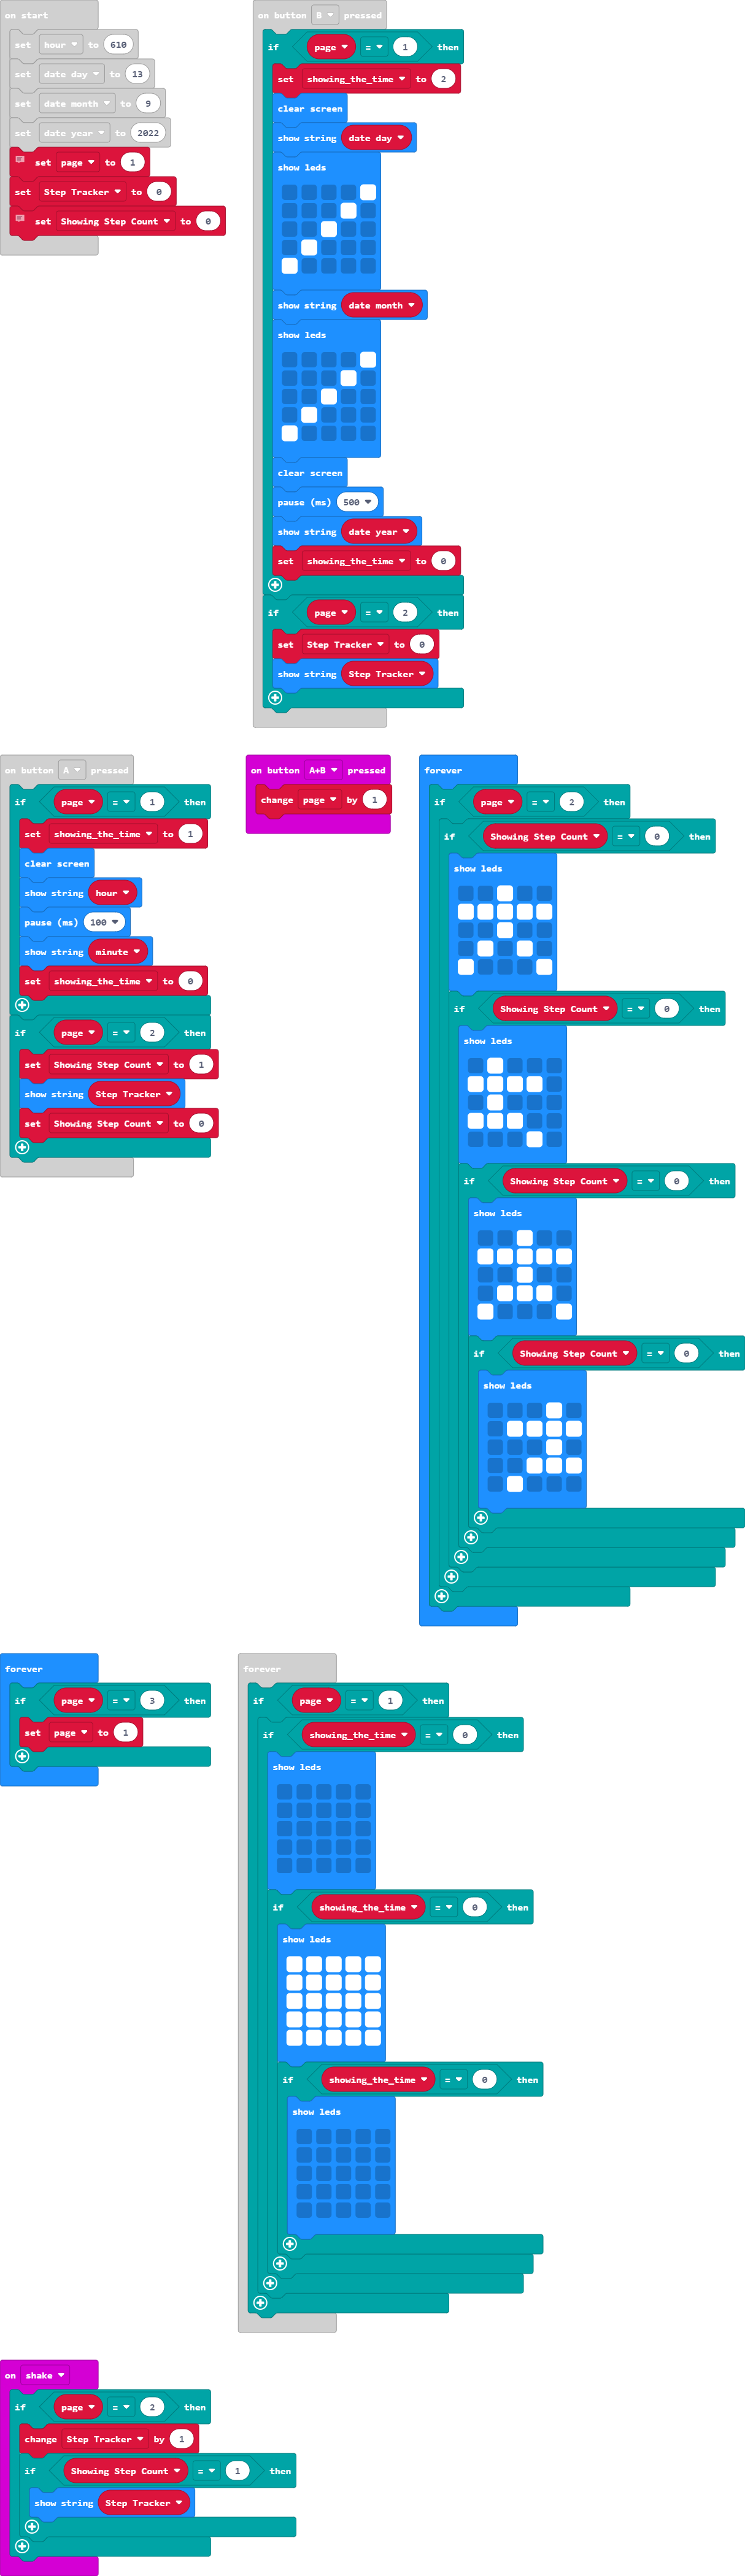 on start
set hour to 610
set date day to 13
set date month to 9
set date year to 2022
set page to 1
set Step Tracker to 0
set Showing Step Count to 0
on button B pressed
if page = 1 then
set showing_the_time to 2
clear screen
show string date day
show leds
show string date month
show leds
clear screen
pause (ms) 500
show string date year
set showing_the_time to 0
if page = 2 then
set Step Tracker to 0
show string Step Tracker
on button A pressed
if page = 1 then
set showing_the_time to 1
clear screen
show string hour
pause (ms) 100
show string minute
set showing_the_time to 0
if page = 2 then
set Showing Step Count to 1
show string Step Tracker
set Showing Step Count to 0
on button A+B pressed
change page by 1
forever
if page = 2 then
if Showing Step Count = 0 then
show leds
if Showing Step Count = 0 then
show leds
if Showing Step Count = 0 then
show leds
if Showing Step Count = 0 then
show leds
forever
if page = 3 then
set page to 1
forever
if page = 1 then
if showing_the_time = 0 then
show leds
if showing_the_time = 0 then
show leds
if showing_the_time = 0 then
show leds
on shake
if page = 2 then
change Step Tracker by 1
if Showing Step Count = 1 then
show string Step Tracker